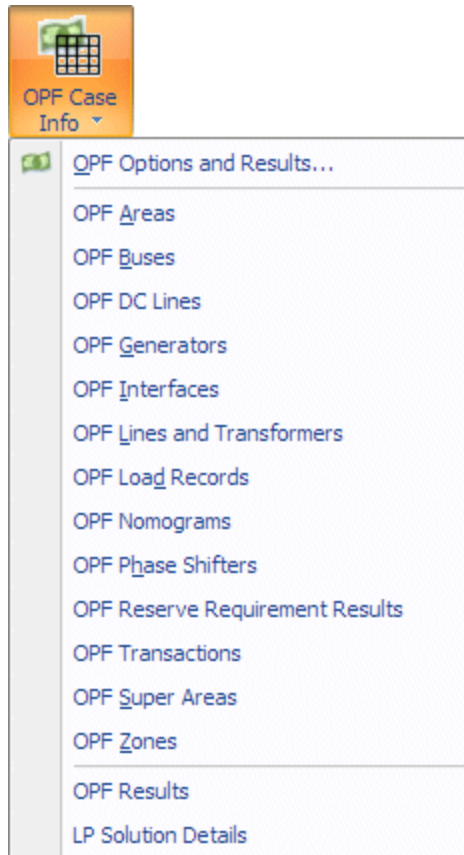 OPF Case
Info
OPF Options and Results...
OPF Areas
OPF Buses
OPF DC Lines
OPF Generators
OPF Interfaces
OPF Lines and Transformers
OPF Load Records
OPF Nomograms
OPF Phase Shifters
OPF Reserve Requirement Results
OPF Transactions
OPF Super Areas
OPF Zones
OPF Results
LP Solution Details